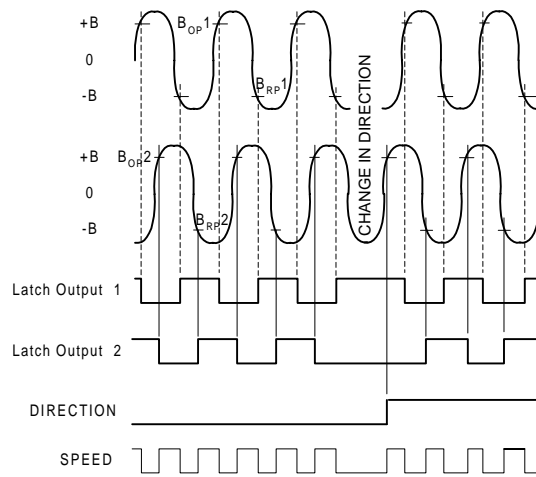 +B
B_OP1
0
-B
B_RP1
CHANGE IN DIRECTION
+B
B_OP2
0
-B
B_RP2
Latch Output 1
Latch Output 2
DIRECTION
SPEED